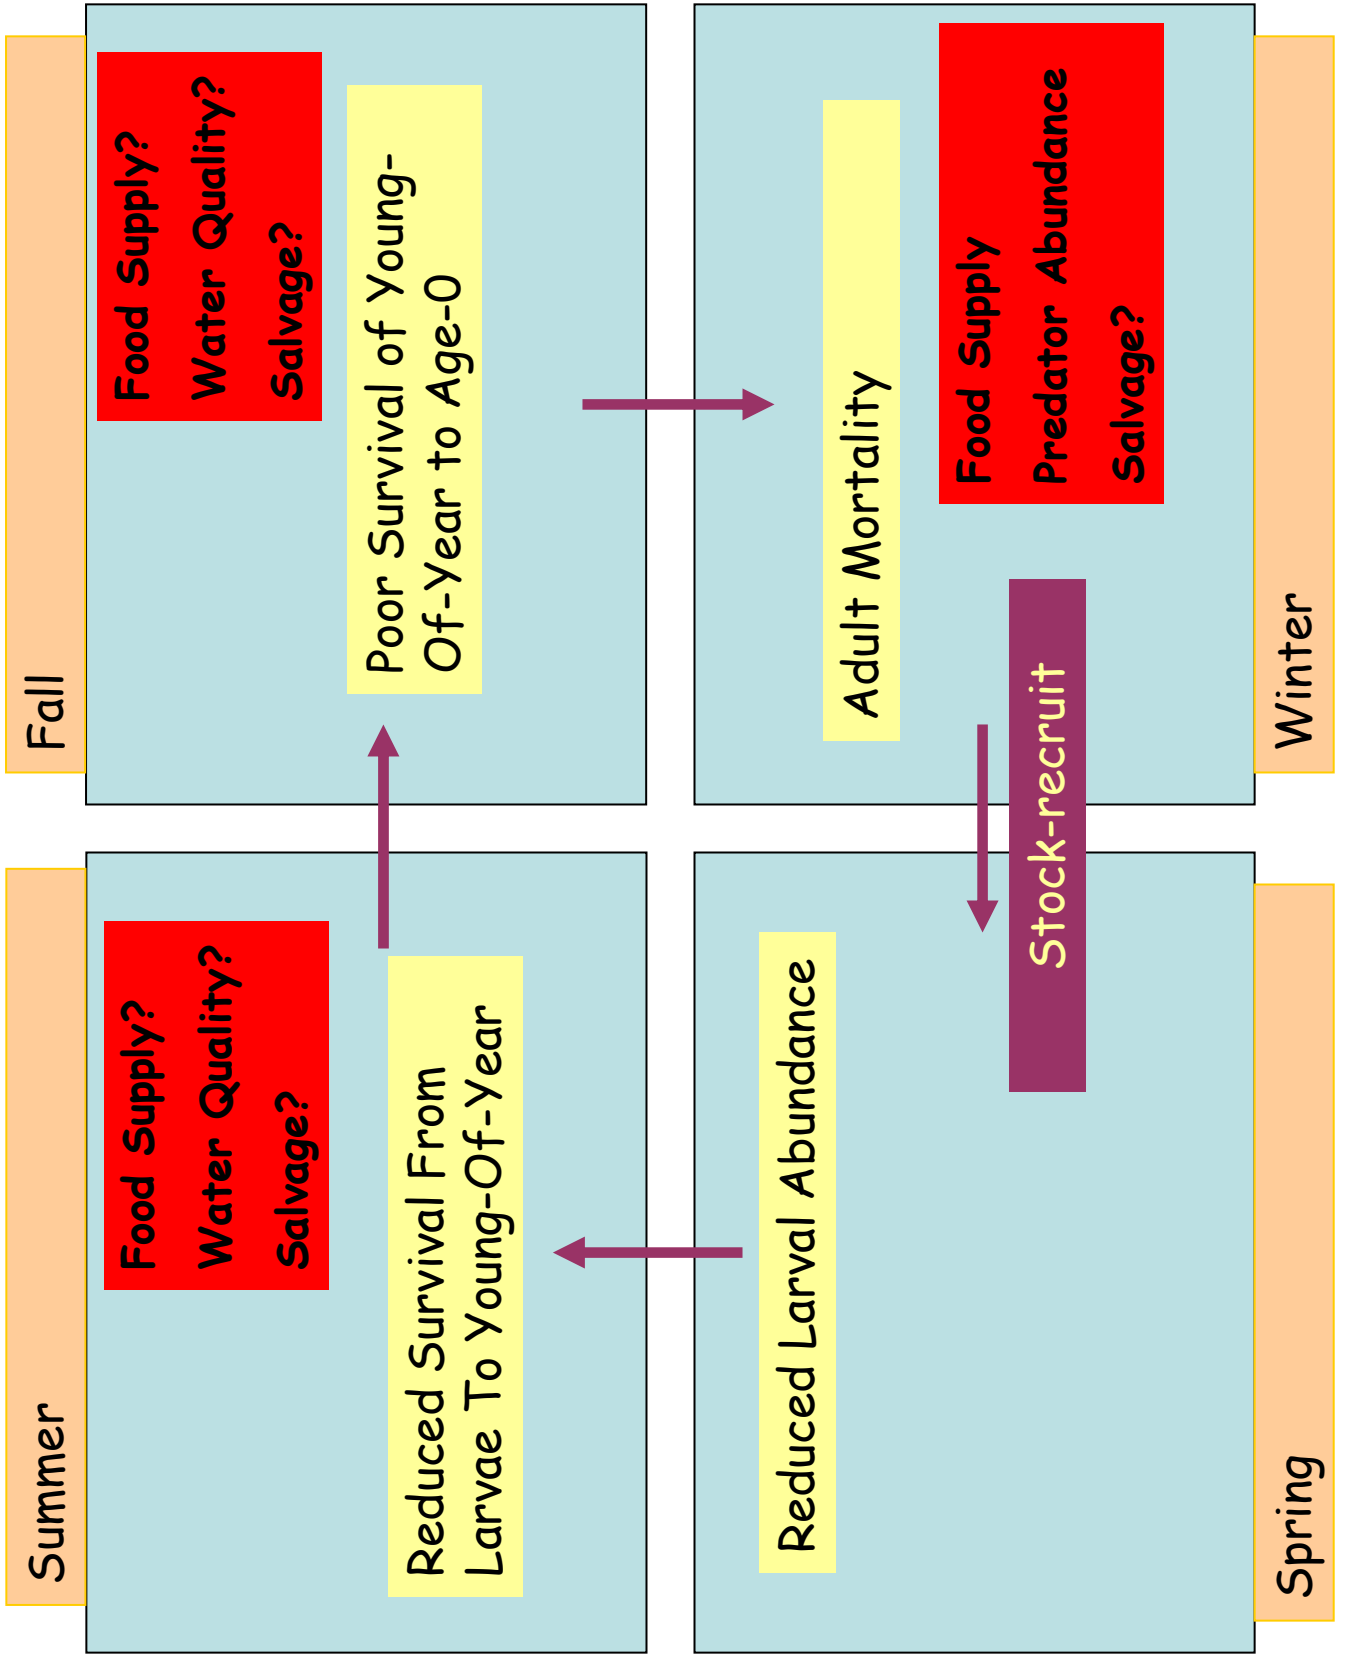 Summer
Food Supply?
Water Quality?
Salvage?
Reduced Survival From
Larvae To Young-Of-Year
Fall
Food Supply?
Water Quality?
Salvage?
Poor Survival of Young-
Of-Year to Age-0
Reduced Larval Abundance
Spring
Stock-recruit
Adult Mortality
Food Supply
Predator Abundance
Salvage?
Winter